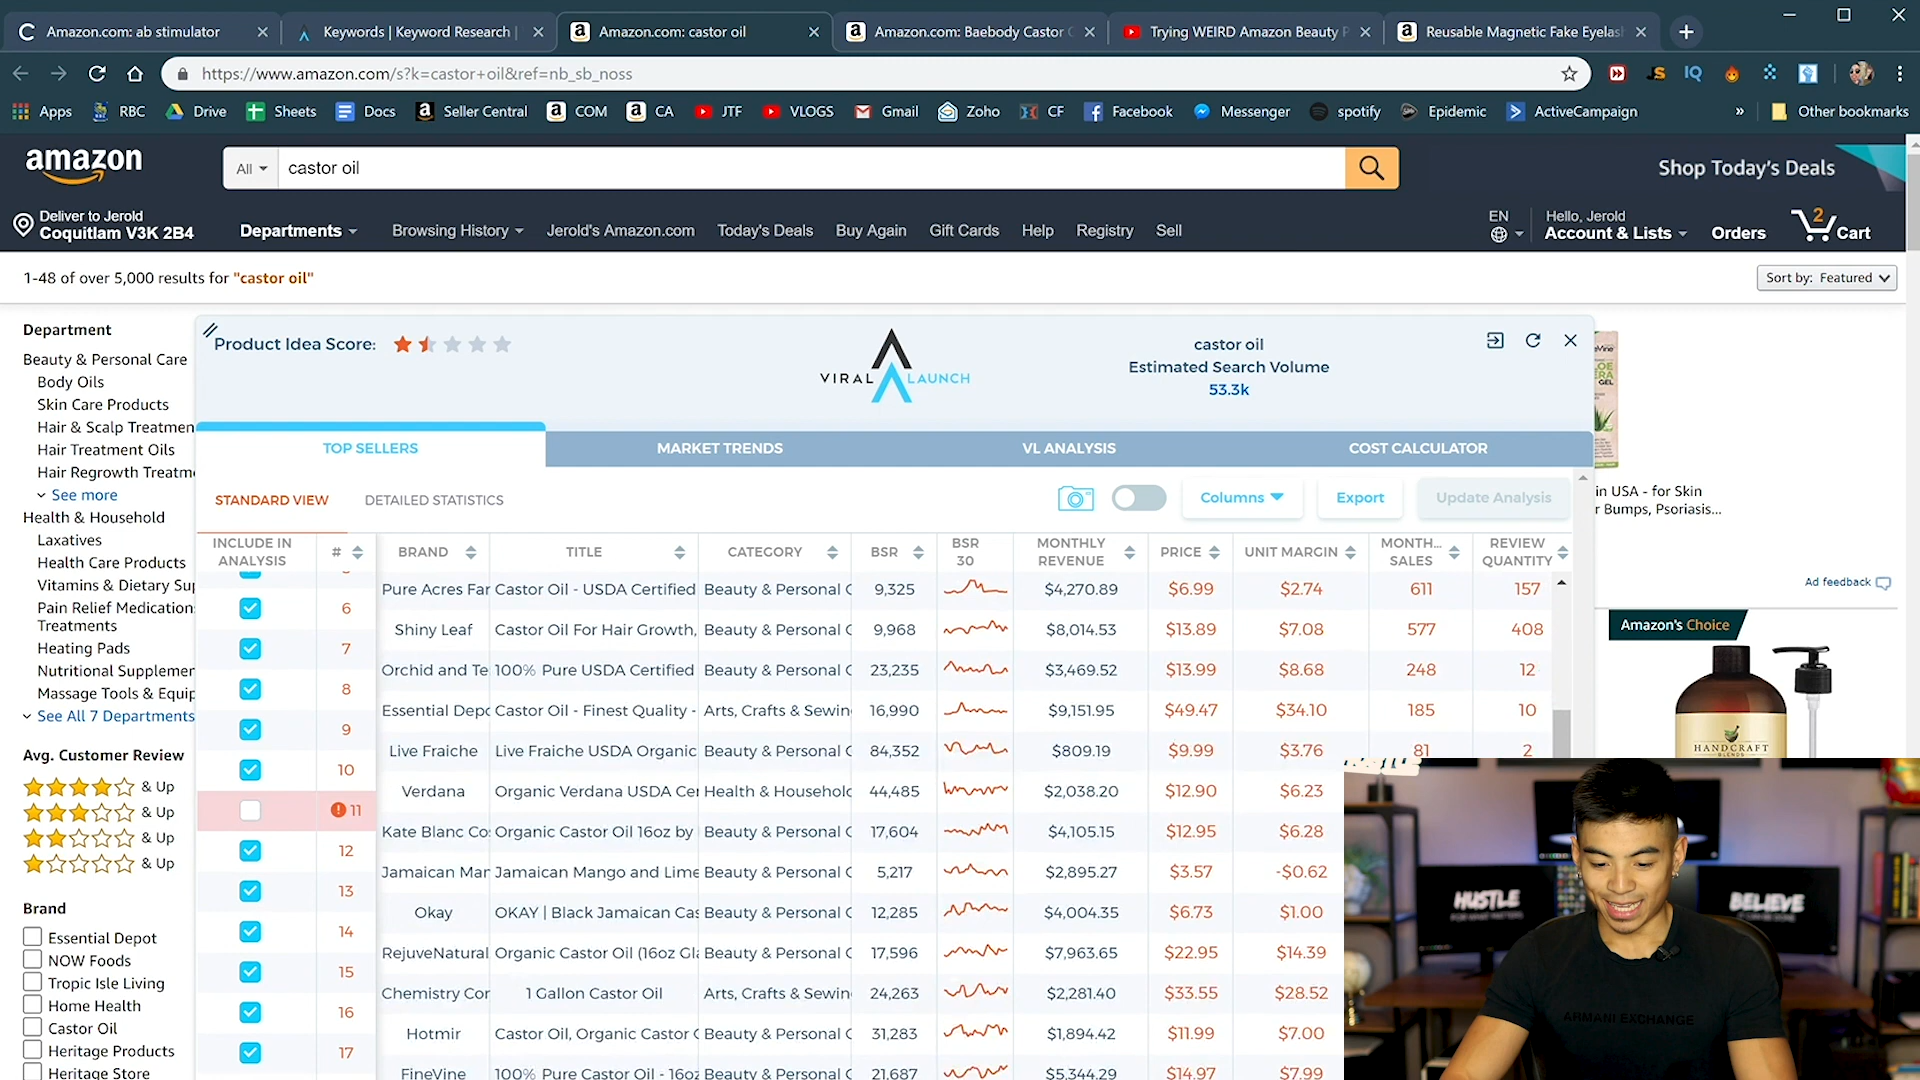 Amazon.com: ab stimulator
Keywords | Keyword Research |
Amazon.com: castor oil
Amazon.com: Baebody Castor
Trying WEIRD Amazon Beauty P
Reusable Magnetic Fake Eyelas
https://www.amazon.com/s?k=castor+oil&ref=nb_sb_noss
Apps RBC Drive Sheets Docs Seller Central COM CA JTF VLOGS Gmail Zoho CF Facebook Messenger spotify Epidemic ActiveCampaign » Other bookmarks
amazon
All castor oil
Shop Today's Deals
Deliver to Jerold
Coquitlam V3K 2B4
Departments Browsing History Jerold's Amazon.com Today's Deals Buy Again Gift Cards Help Registry Sell
EN
Hello, Jerold
Account & Lists
Orders
2
Cart
1-48 of over 5,000 results for "castor oil"
Sort by: Featured
Department
Beauty & Personal Care
Body Oils
Skin Care Products
Hair & Scalp Treatmen
Hair Treatment Oils
Hair Regrowth Treatm
See more
Health & Household
Laxatives
Health Care Products
Vitamins & Dietary Sup
Pain Relief Medication
Treatments
Heating Pads
Nutritional Supplemen
Massage Tools & Equip
See All 7 Departments
Avg. Customer Review
& Up
& Up
& Up
& Up
Brand
Essential Depot
NOW Foods
Tropic Isle Living
Home Health
Castor Oil
Heritage Products
Heritage Store
Product Idea Score:
VIRAL LAUNCH
castor oil
Estimated Search Volume
53.3k
TOP SELLERS MARKET TRENDS VL ANALYSIS COST CALCULATOR
STANDARD VIEW DETAILED STATISTICS
Columns Export Update Analysis
INCLUDE IN ANALYSIS # BRAND TITLE CATEGORY BSR BSR 30 MONTHLY REVENUE PRICE UNIT MARGIN MONTH... SALES REVIEW QUANTITY
Pure Acres Far Castor Oil - USDA Certified Beauty & Personal C 9,325 $4,270.89 $6.99 $2.74 611 157
6
Shiny Leaf Castor Oil For Hair Growth, Beauty & Personal C 9,968 $8,014.53 $13.89 $7.08 577 408
7
Orchid and Te 100% Pure USDA Certified Beauty & Personal C 23,235 $3,469.52 $13.99 $8.68 248 12
8
Essential Depo Castor Oil - Finest Quality - Arts, Crafts & Sewin 16,990 $9,151.95 $49.47 $34.10 185 10
9
Live Fraiche Live Fraiche USDA Organic Beauty & Personal C 84,352 $809.19 $9.99 $3.76 81 2
10
Verdana Organic Verdana USDA Cer Health & Household 44,485 $2,038.20 $12.90 $6.23
11
Kate Blanc Co Organic Castor Oil 16oz by Beauty & Personal C 17,604 $4,105.15 $12.95 $6.28
12
Jamaican Man Jamaican Mango and Lime Beauty & Personal C 5,217 $2,895.27 $3.57 -$0.62
13
Okay OKAY | Black Jamaican Cas Beauty & Personal C 12,285 $4,004.35 $6.73 $1.00
14
RejuveNatural Organic Castor Oil (16oz Gla Beauty & Personal C 17,596 $7,963.65 $22.95 $14.39
15
Chemistry Cor 1 Gallon Castor Oil Arts, Crafts & Sewin 24,263 $2,281.40 $33.55 $28.52
16
Hotmir Castor Oil, Organic Castor C Beauty & Personal C 31,283 $1,894.42 $11.99 $7.00
17
FineVine 100% Pure Castor Oil - 16oz Beauty & Personal C 21,687 $5,344.29 $14.97 $7.99
in USA - for Skin
r Bumps, Psoriasis...
Ad feedback
Amazon's Choice
HANDCRAFT
BLENDS
HUSTLE
BELIEVE
ARMANI EXCHANGE